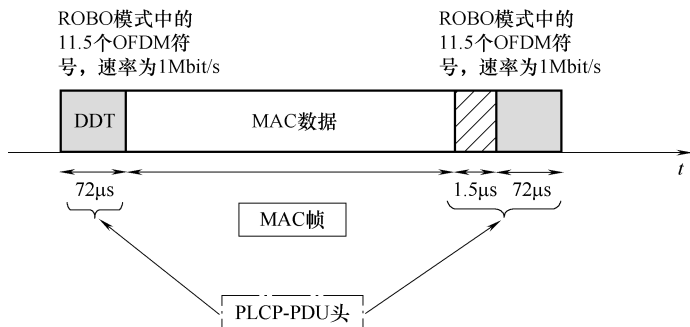 ROBO模式中的
11.5个OFDM符
号，速率为1Mbit/s
ROBO模式中的
11.5个OFDM符
号，速率为1Mbit/s
DDT
MAC数据
t
72μs
1.5μs
72μs
MAC帧
PLCP-PDU头